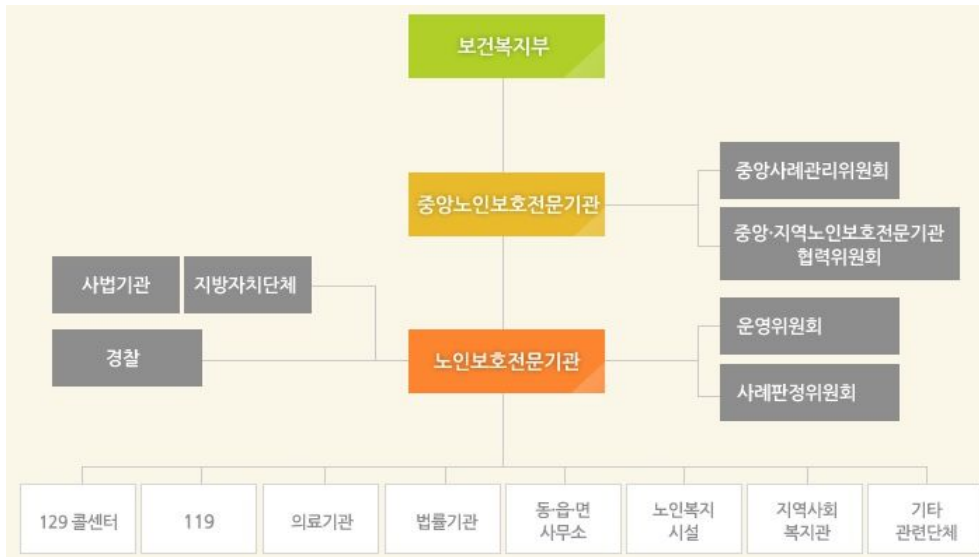 보건복지부
중앙사례관리위원회
중앙노인보호전문기관
중앙·지역노인보호전문기관
협력위원회
사법기관
지방자치단체
운영위원회
경찰
노인보호전문기관
사례판정위원회
129 콜센터
119
의료기관
법률기관
동·읍·면
사무소
노인복지
시설
지역사회
복지관
기타
관련단체